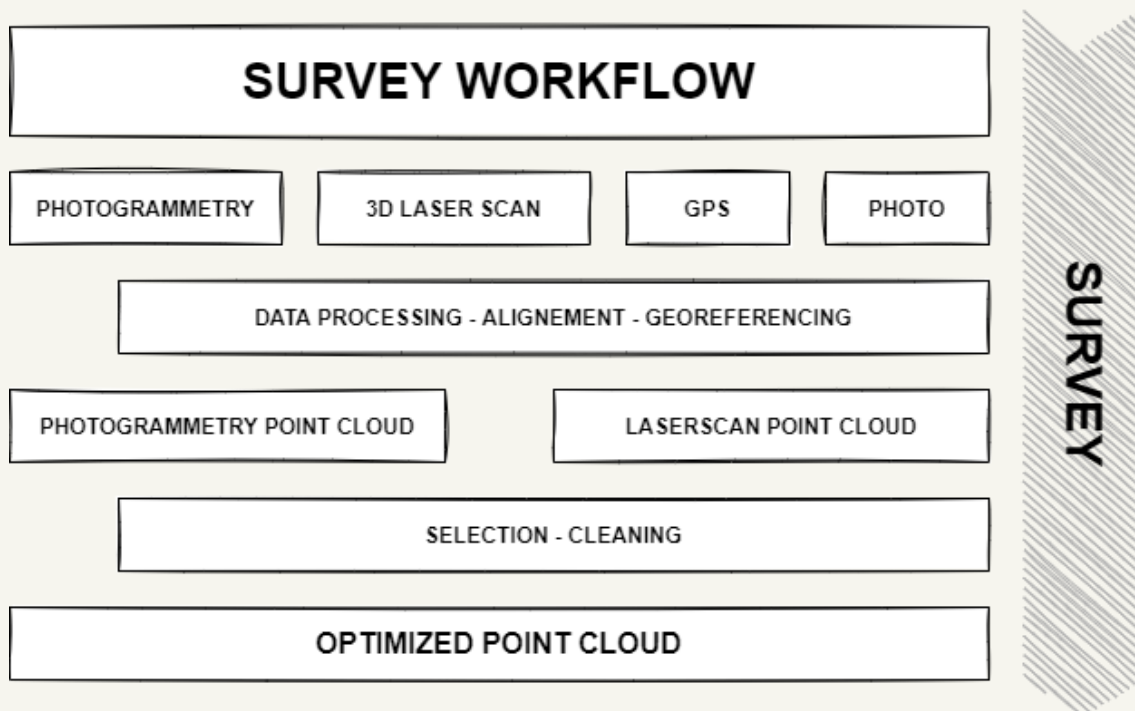 SURVEY WORKFLOW
PHOTOGRAMMETRY
3D LASER SCAN
GPS
PHOTO
DATA PROCESSING - ALIGNEMENT - GEOREFERENCING
PHOTOGRAMMETRY POINT CLOUD
LASERSCAN POINT CLOUD
SELECTION - CLEANING
OPTIMIZED POINT CLOUD
SURVEY